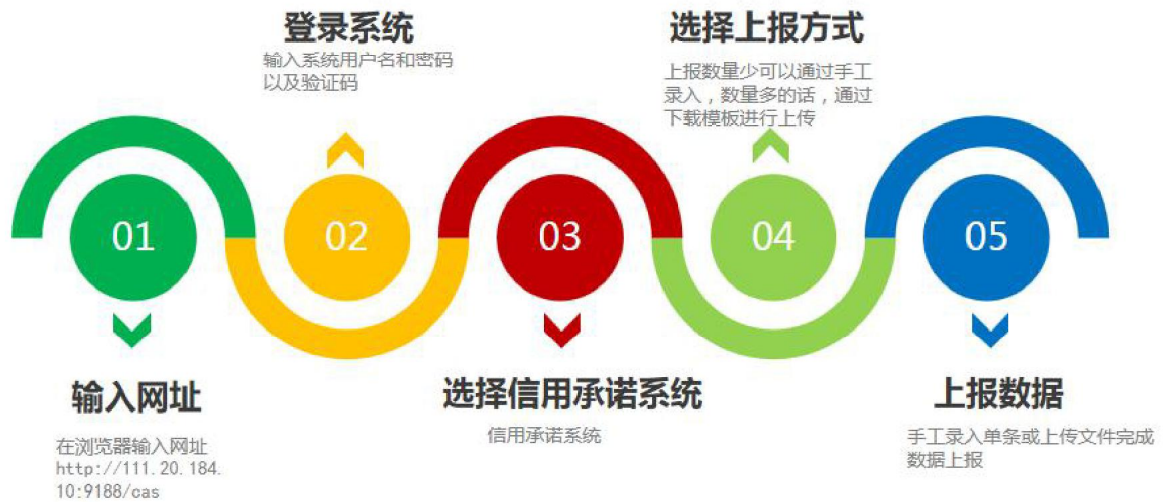 登录系统
输入系统用户名和密码
以及验证码
选择上报方式
上报数量少可以通过手工
录入，数量多的话，通过
下载模板进行上传
01
02
03
04
05
输入网址
在浏览器输入网址
http://111.20.184.
10:9188/cas
选择信用承诺系统
信用承诺系统
上报数据
手工录入单条或上传文件完成
数据上报